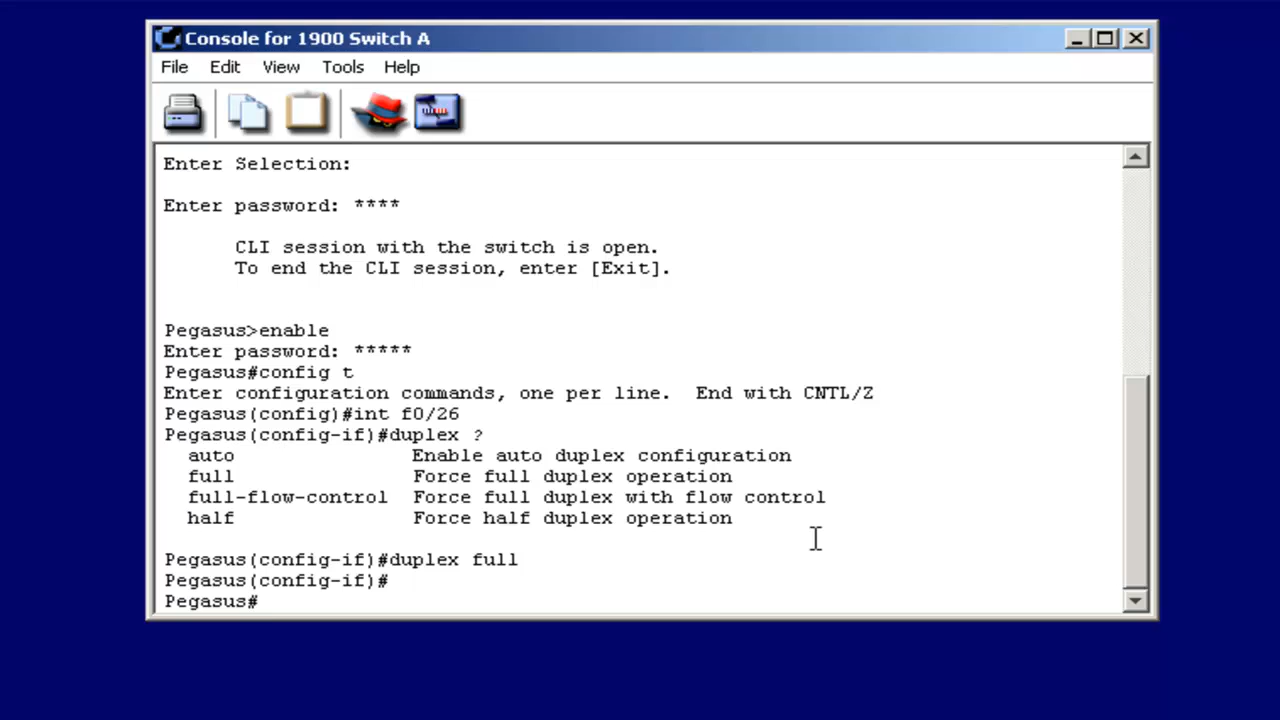 Console for 1900 Switch A
File Edit View Tools Help
Enter Selection:
Enter password: ****
CLI session with the switch is open.
To end the CLI session, enter [Exit].
Pegasus>enable
Enter password: *****
Pegasus#config t
Enter configuration commands, one per line.  End with CNTL/Z
Pegasus(config)#int f0/26
Pegasus(config-if)#duplex ?
auto Enable auto duplex configuration
full Force full duplex operation
full-flow-control Force full duplex with flow control
half Force half duplex operation
Pegasus(config-if)#duplex full
Pegasus(config-if)#
Pegasus#